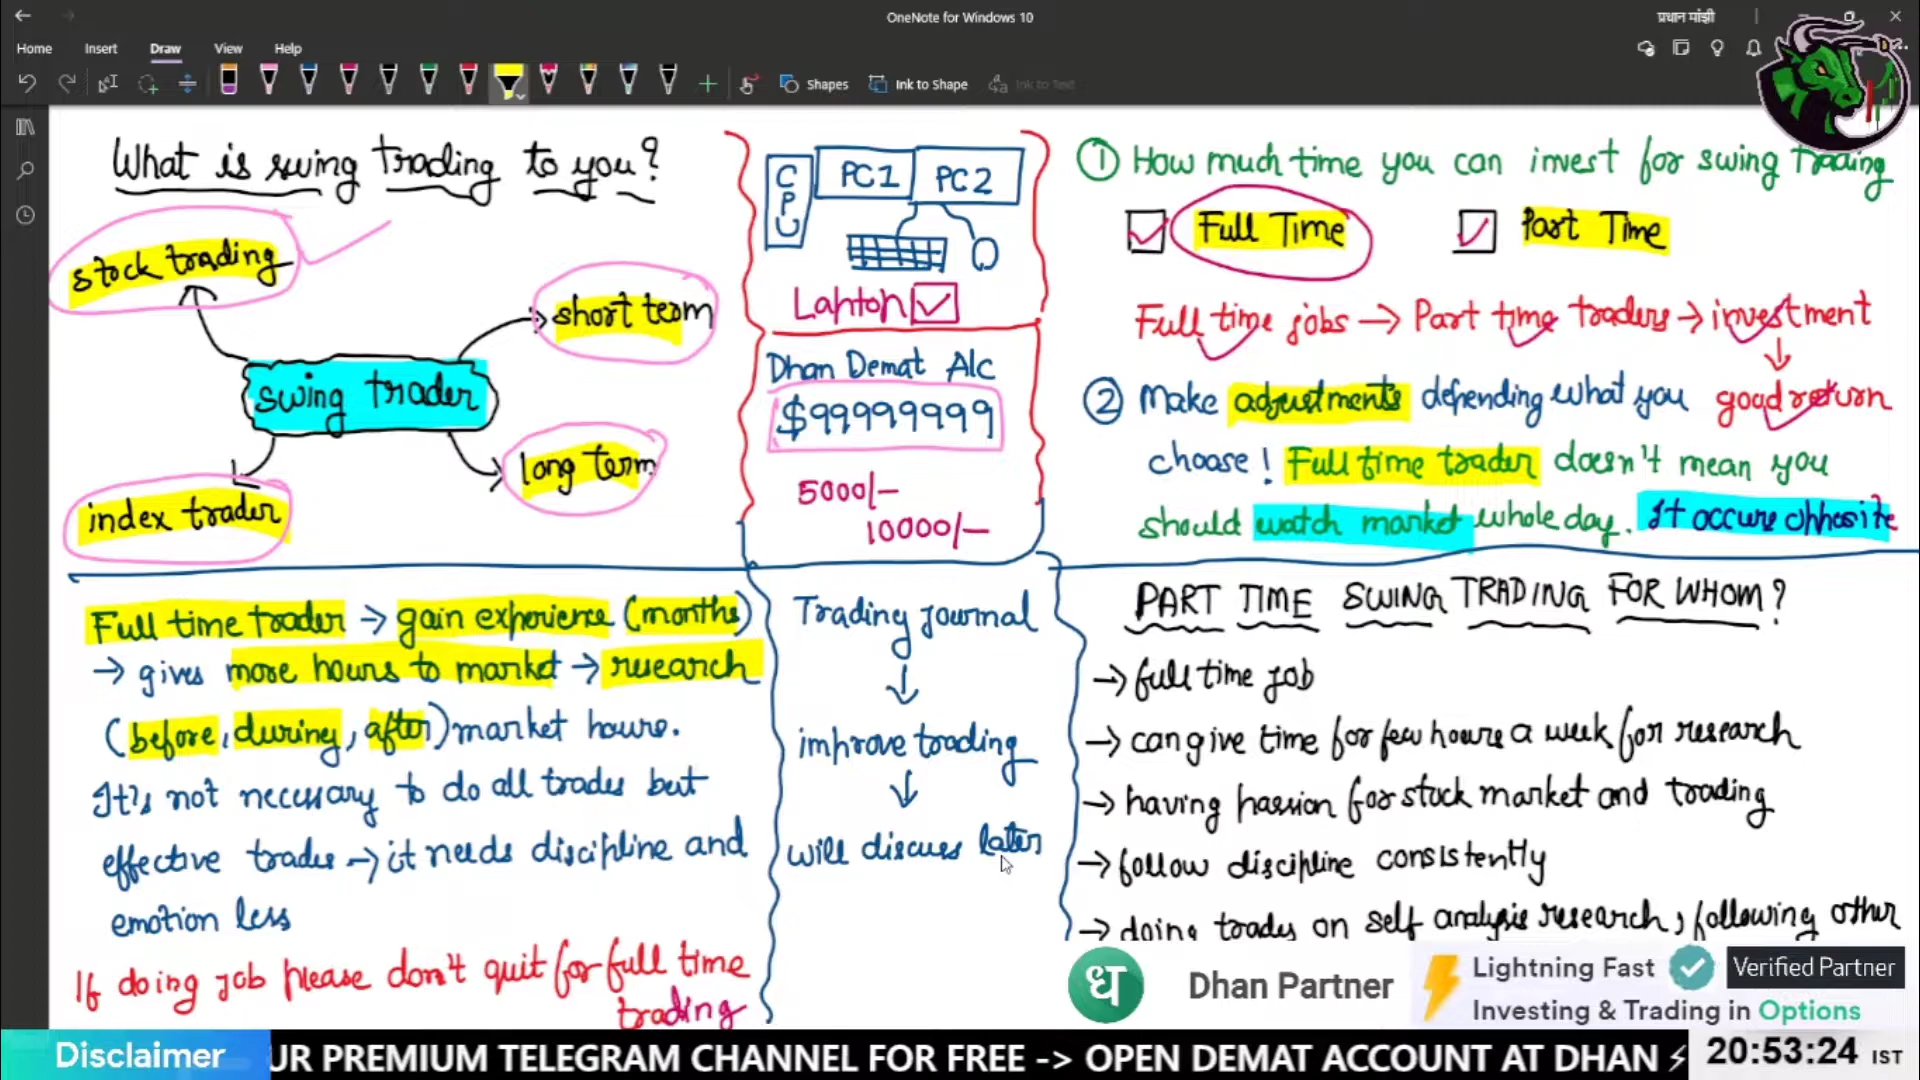 OneNote for Windows 10
प्रधान मांझी
Home Insert Draw View Help
Shapes Ink to Shape Ink to Text
What is swing trading to you?
stock trading
short term
swing trader
long term
index trader
CPU PC1 PC2
Laptop
Dhan Demat A/c
$99999999
5000/-
10000/-
① How much time you can invest for swing trading
Full Time Part Time
Full time jobs → Part time traders → investment
↓
② Make adjustments depending what you good return
choose! Full time trader doesn't mean you
should watch market whole day. It occurs opposite
Full time trader → gain experience (months)
→ gives more hours to market → research
(before, during, after) market hours.
It's not necessary to do all trades but
effective trades → it needs discipline and
emotion less
If doing job please don't quit for full time
trading
Trading journal
↓
improve trading
↓
will discuss later
PART TIME SWING TRADING FOR WHOM?
→ full time job
→ can give time for few hours a week for research
→ having passion for stock market and trading
→ follow discipline consistently
→ doing trades on self analysis research, following other
ध Dhan Partner
Lightning Fast
Investing & Trading in Options
Verified Partner
Disclaimer
UR PREMIUM TELEGRAM CHANNEL FOR FREE -> OPEN DEMAT ACCOUNT AT DHAN ⚡
20:53:24 IST